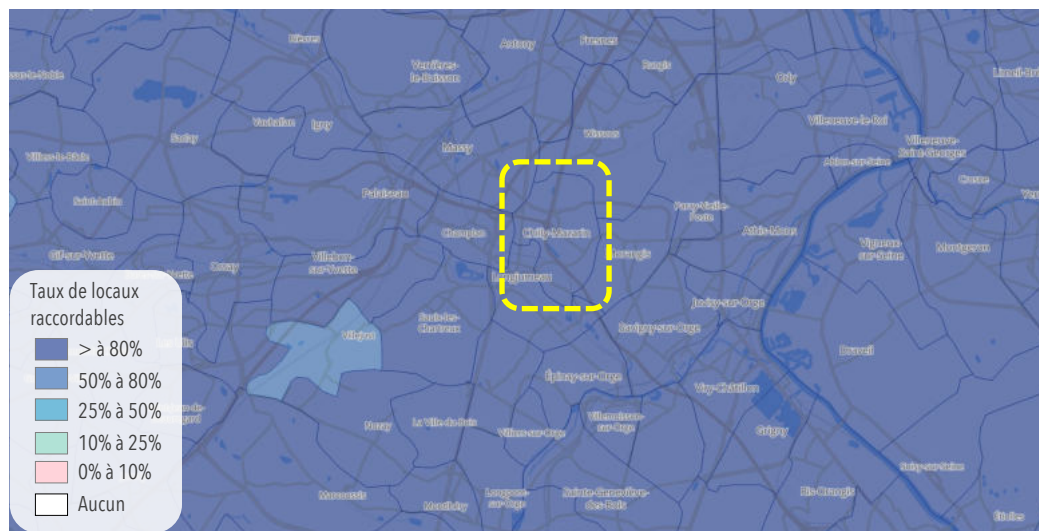 Bièvres
Antony
Fresnes
Rungis
Verrières-
le-Buisson
Orly
Limeil-Bré
Vauhallan
Igny
Saclay
Massy
Wissous
Villeneuve-le-Roi
Villeneuve-
Saint-Georges
Villiers-le-Bâcle
Ablon-sur-Seine
Crosne
Palaiseau
Saint-Aubin
Paray-Vieille-
Poste
Champlan
Chilly-Mazarin
Athis-Mons
Vigneux-
sur-Seine
Montgeron
Gif-sur-Yvette
Orsay
Villebon-
sur-Yvette
Morangis
Longjumeau
Juvisy-sur-Orge
Saulx-les-
Chartreux
Savigny-sur-Orge
Villejust
Draveil
Épinay-sur-Orge
Viry-Châtillon
Nozay
La Ville-du-Bois
Villiers-sur-Orge
Villemoisson-
sur-Orge
Grigny
Soisy-sur-Seine
Marcoussis
Montlhéry
Longpont-
sur-Orge
Sainte-Geneviève-
des-Bois
Ris-Orangis
Étiolles
Taux de locaux
raccordables
> à 80%
50% à 80%
25% à 50%
10% à 25%
0% à 10%
Aucun